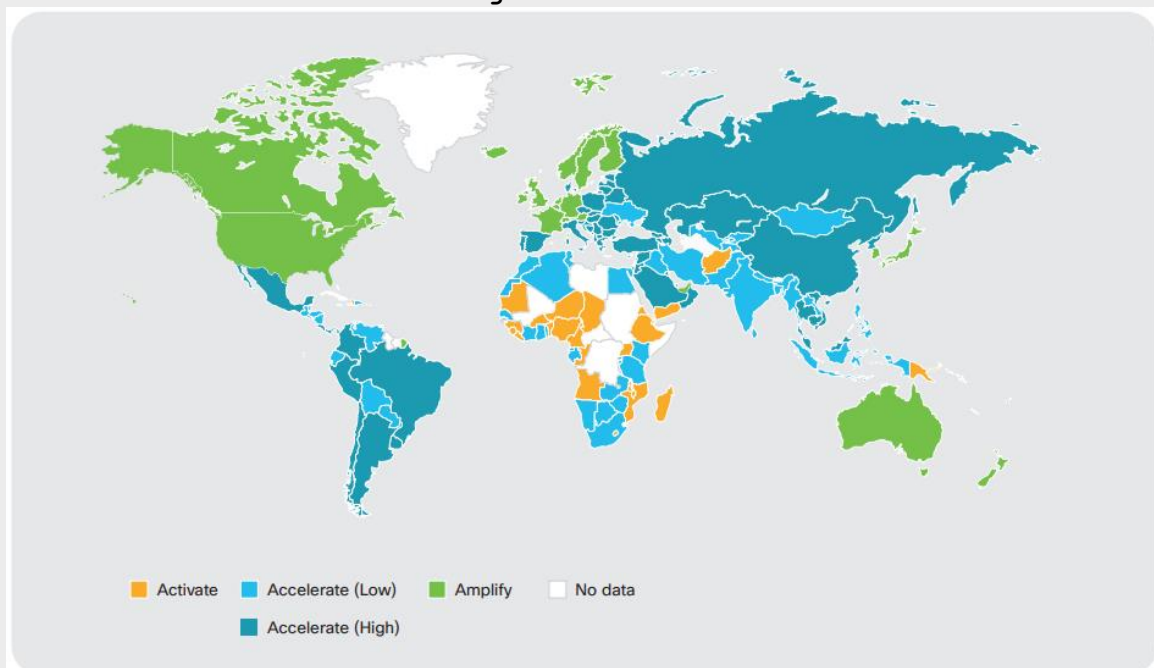 Activate
Accelerate (Low)
Amplify
No data
Accelerate (High)